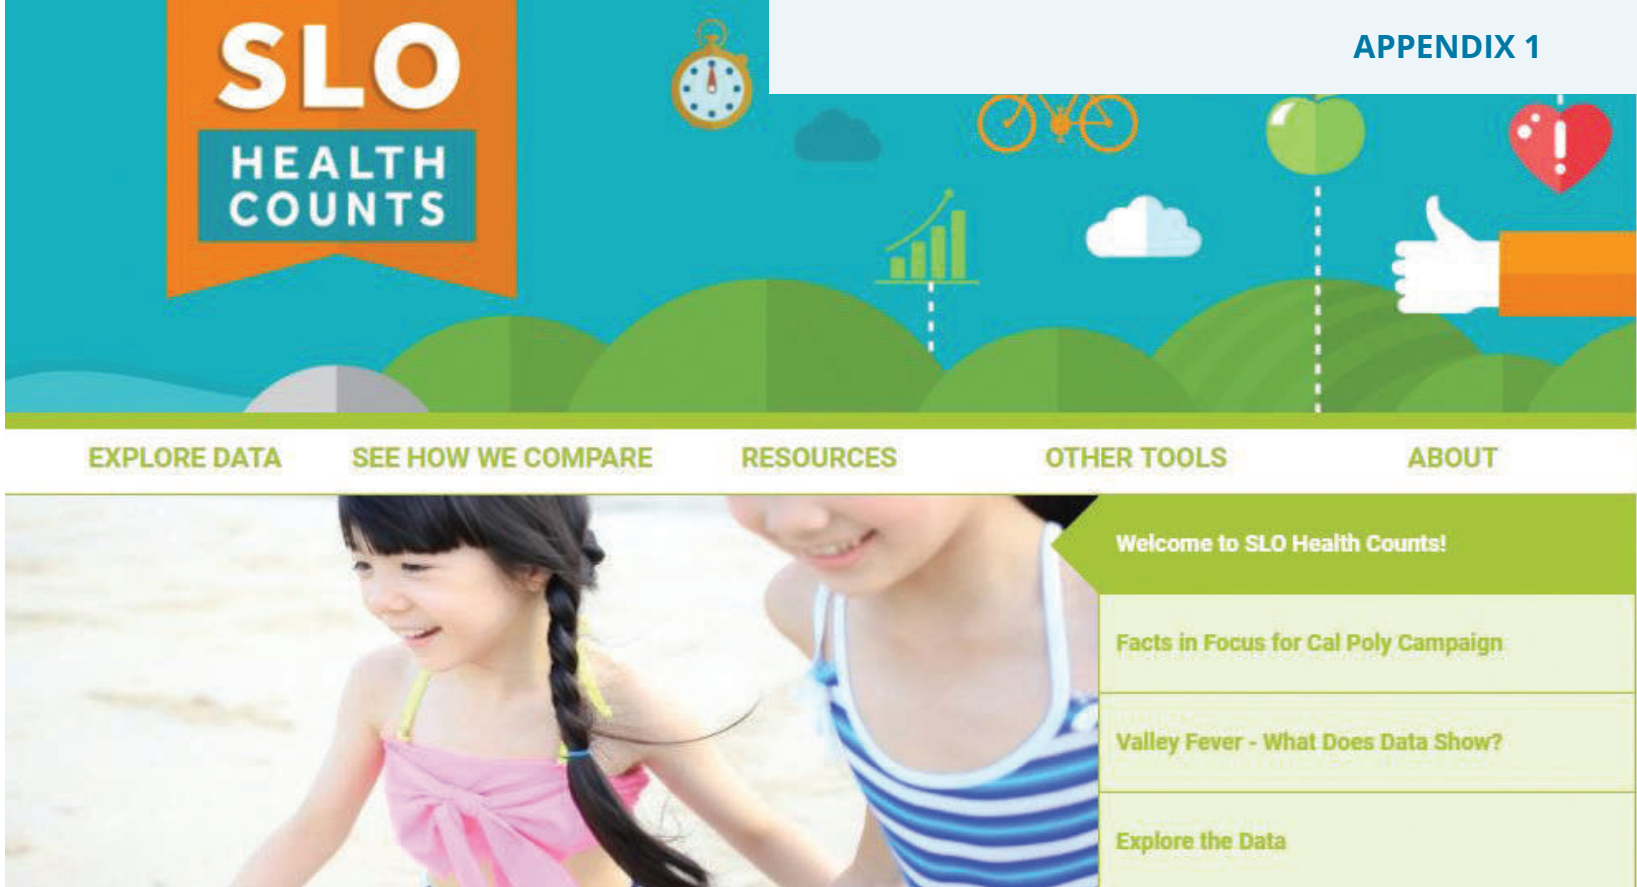 SLO
HEALTH
COUNTS
APPENDIX 1
EXPLORE DATA SEE HOW WE COMPARE RESOURCES OTHER TOOLS ABOUT
Welcome to SLO Health Counts!
Facts in Focus for Cal Poly Campaign
Valley Fever - What Does Data Show?
Explore the Data